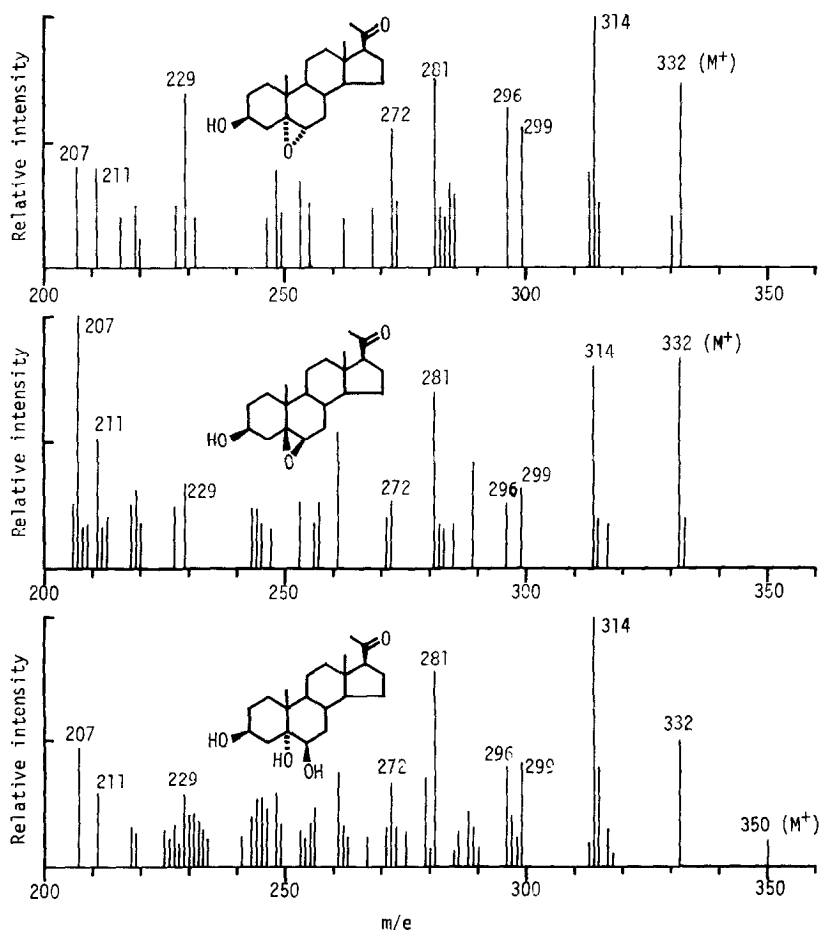 Relative intensity
HO
O
O
207
211
229
272
281
296
299
314
332 (M⁺)
200
250
300
350
Relative intensity
HO
O
O
207
211
229
272
281
296
299
314
332 (M⁺)
200
250
300
350
Relative intensity
HO
HO
OH
O
207
211
229
272
281
296
299
314
332
350 (M⁺)
200
250
300
350
m/e